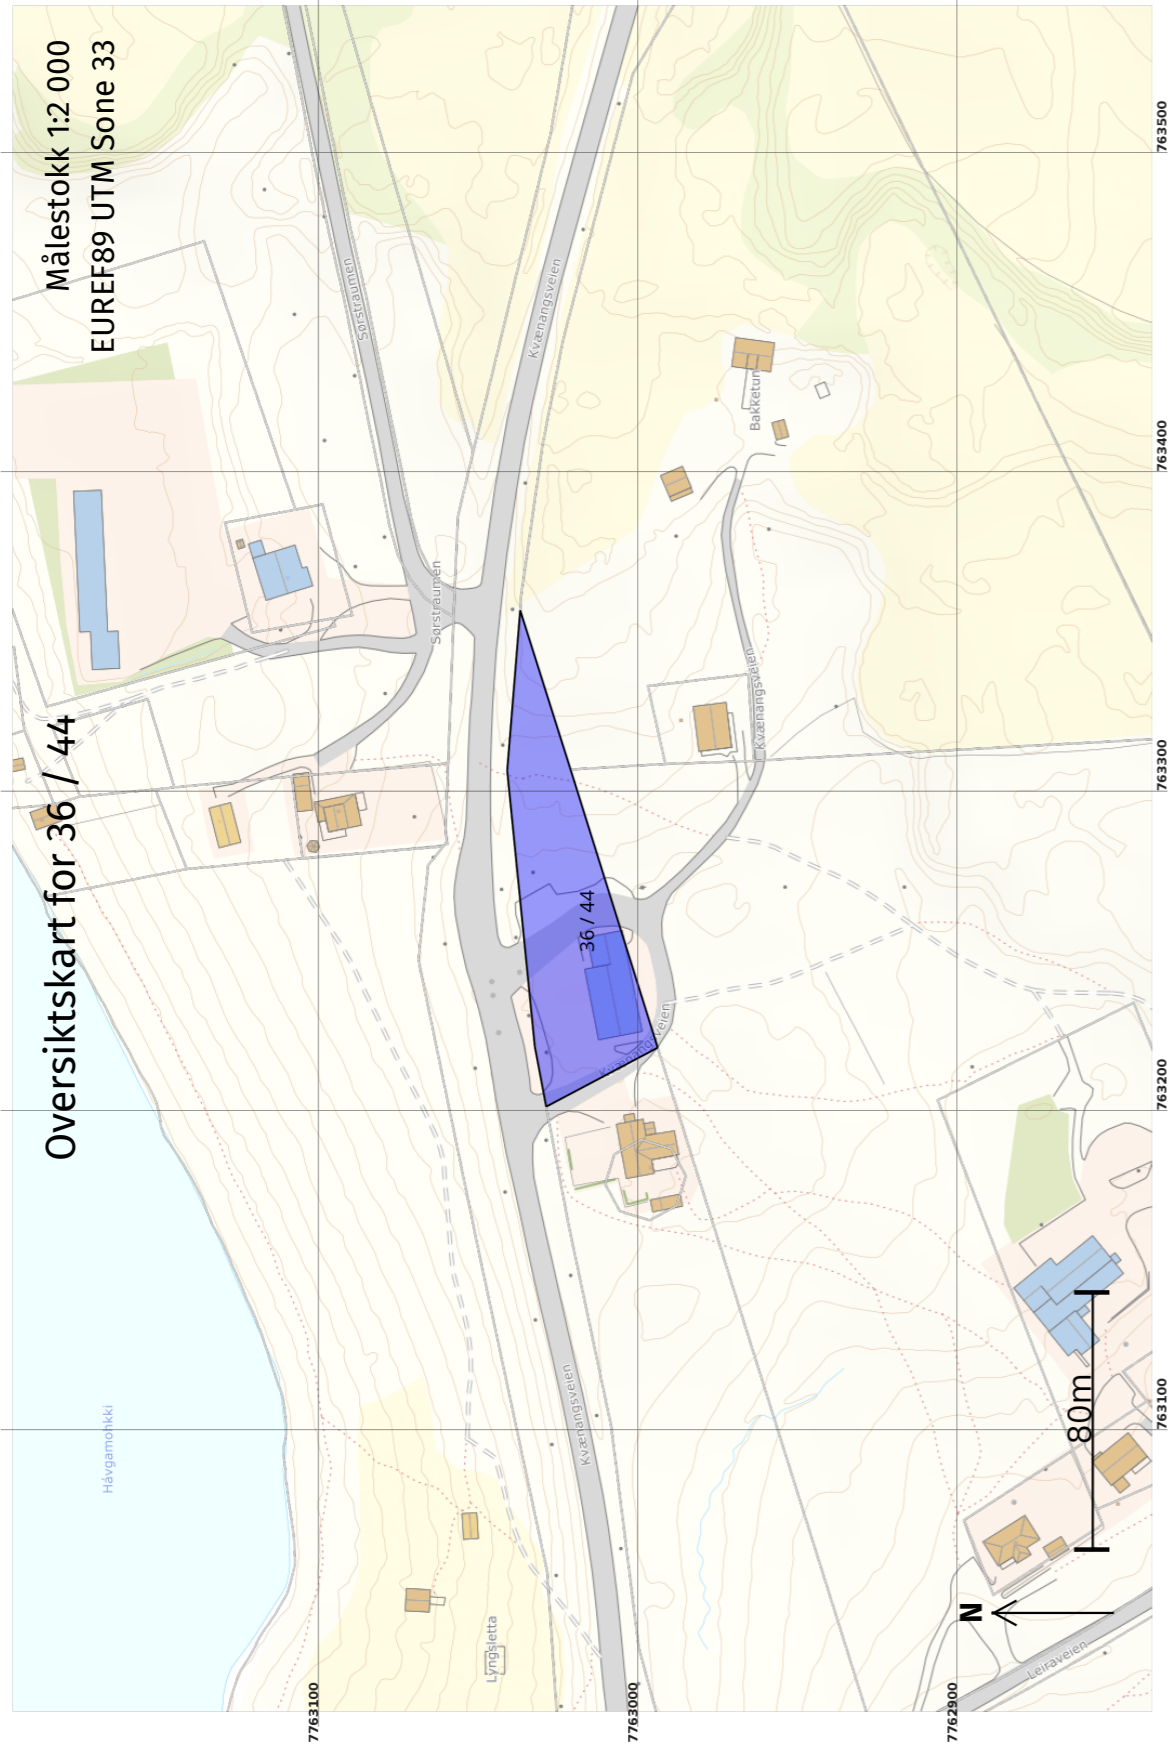 Oversiktskart for 36 / 44
Målestokk 1:2 000
EUREF89 UTM Sone 33
Hávgamohkki
Sørstraumen
Kvænangsveien
Sørstraumen
Bakketun
Kvænangsveien
36 / 44
Kvænangsveien
Kvænangsveien
Lyngsletta
Leiraveien
N
80m
7763100
7763000
7762900
763100
763200
763300
763400
763500